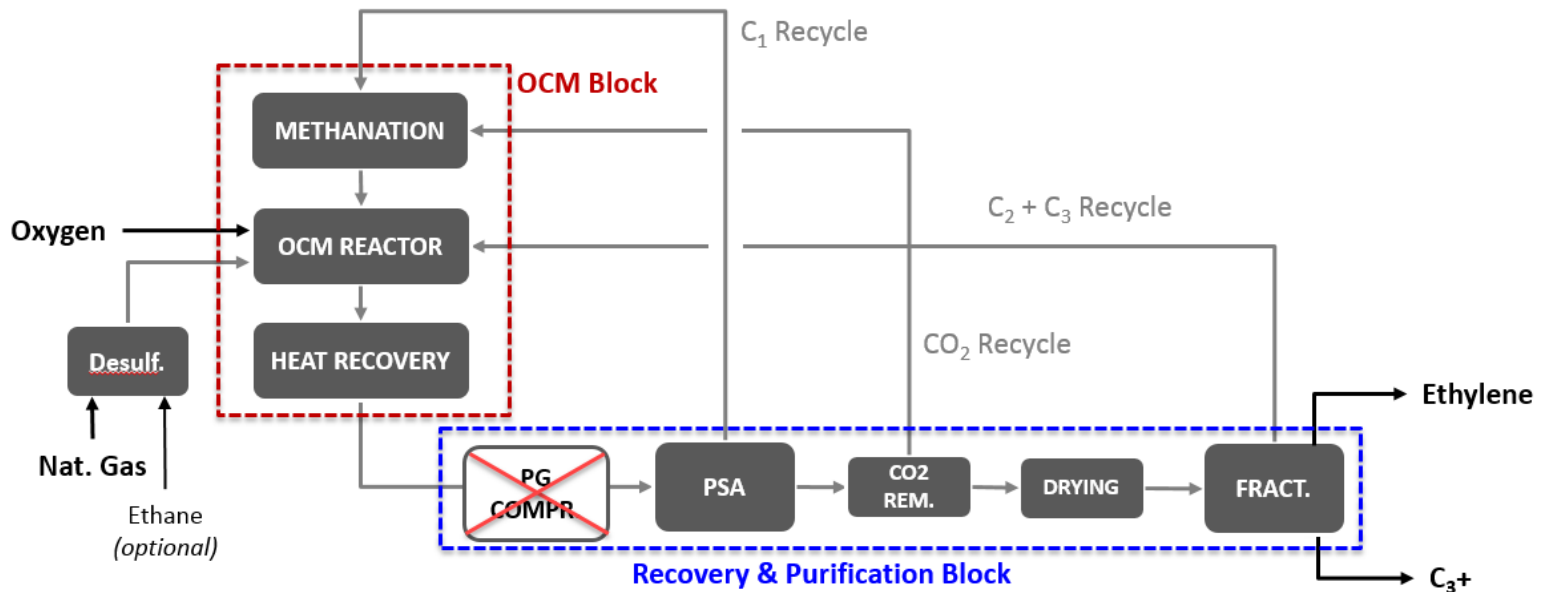 C₁ Recycle
OCM Block
METHANATION
C₂ + C₃ Recycle
Oxygen
OCM REACTOR
CO₂ Recycle
Desulf.
HEAT RECOVERY
Ethylene
Nat. Gas
PG
COMPR.
PSA
CO2
REM.
DRYING
FRACT.
Ethane
(optional)
Recovery & Purification Block
C₃+